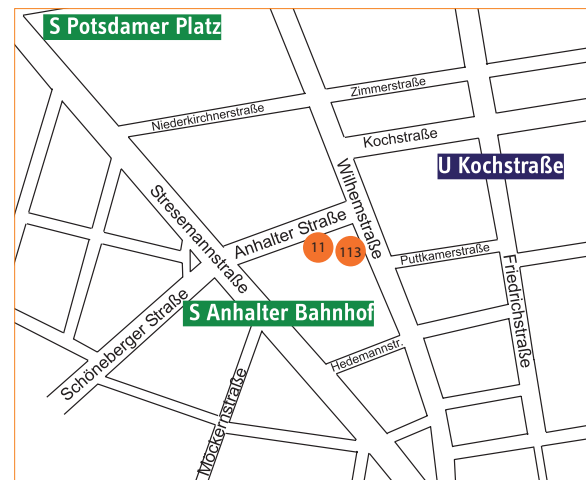 S Potsdamer Platz
Zimmerstraße
Niederkirchnerstraße
Kochstraße
U Kochstraße
Wilhemstraße
Stresemannstraße
Anhalter Straße
11
113
Puttkamerstraße
Friedrichstraße
S Anhalter Bahnhof
Schöneberger Straße
Hedemannstr.
Möckernstraße